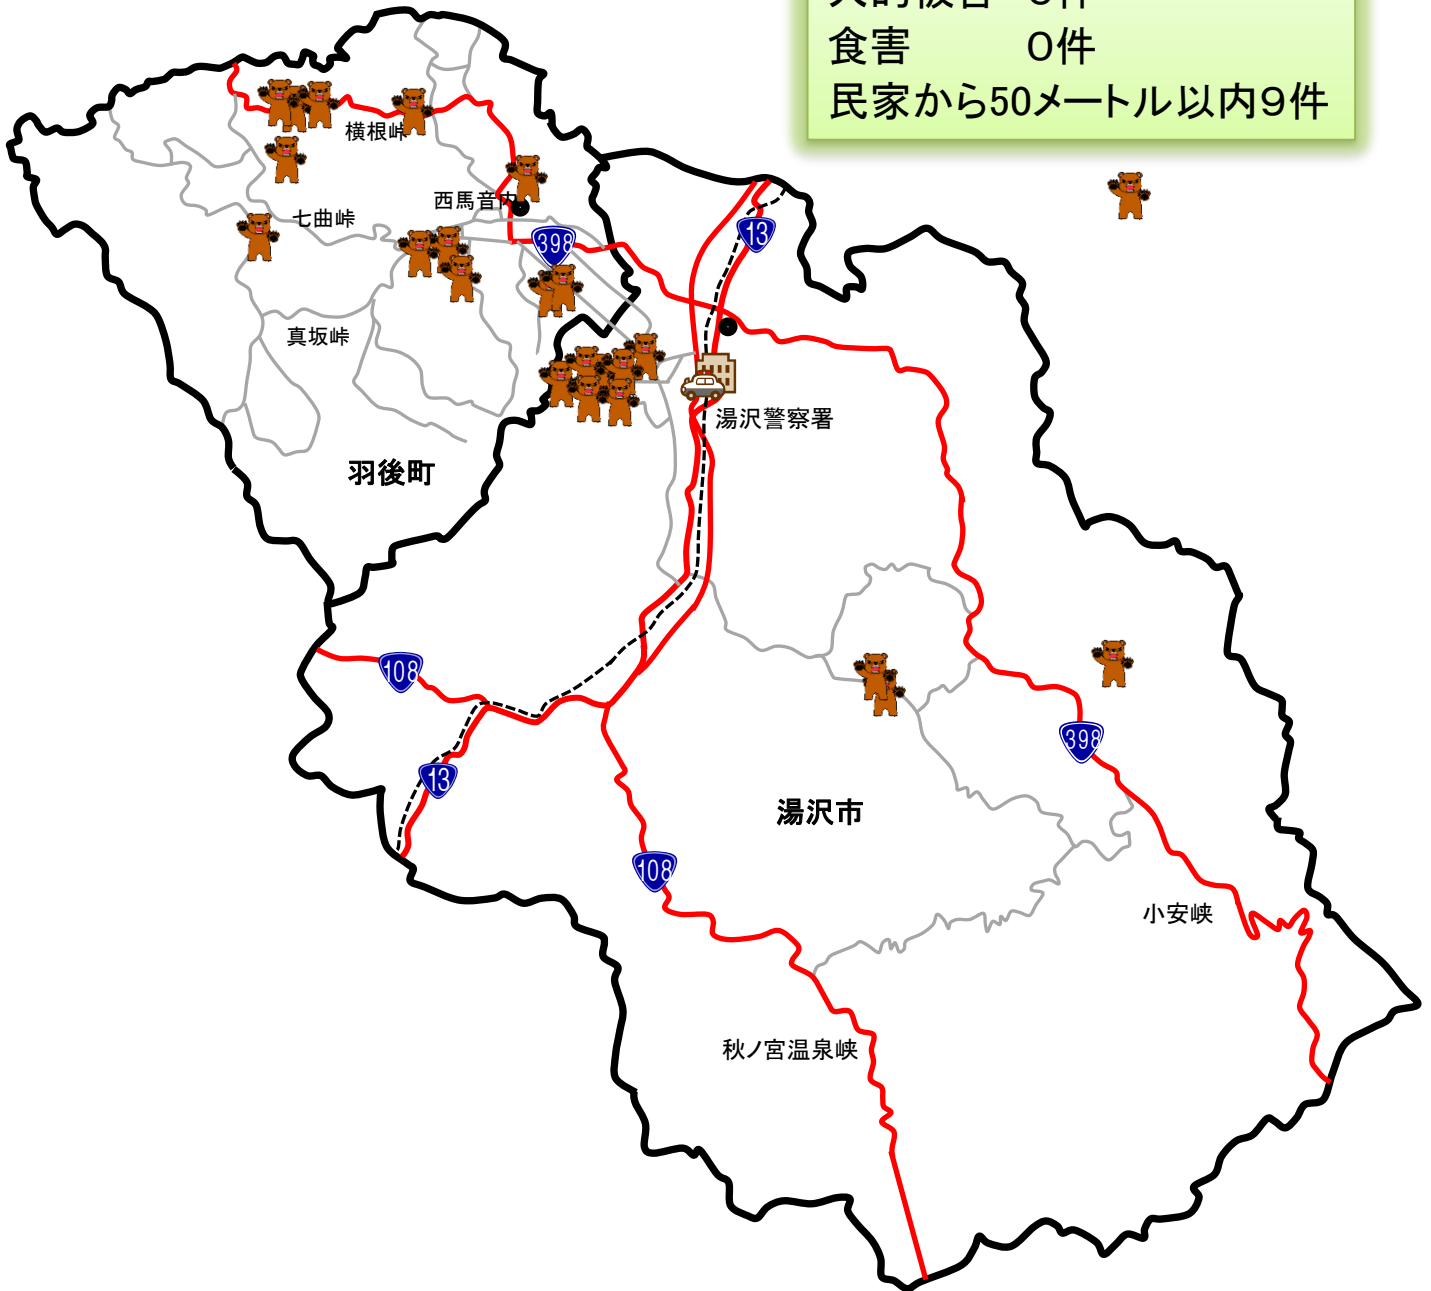 食害 0件
民家から50メートル以内9件
横根峠
西馬音内
七曲峠
398
13
真坂峠
湯沢警察署
羽後町
108
398
13
湯沢市
108
小安峡
秋ノ宮温泉峡